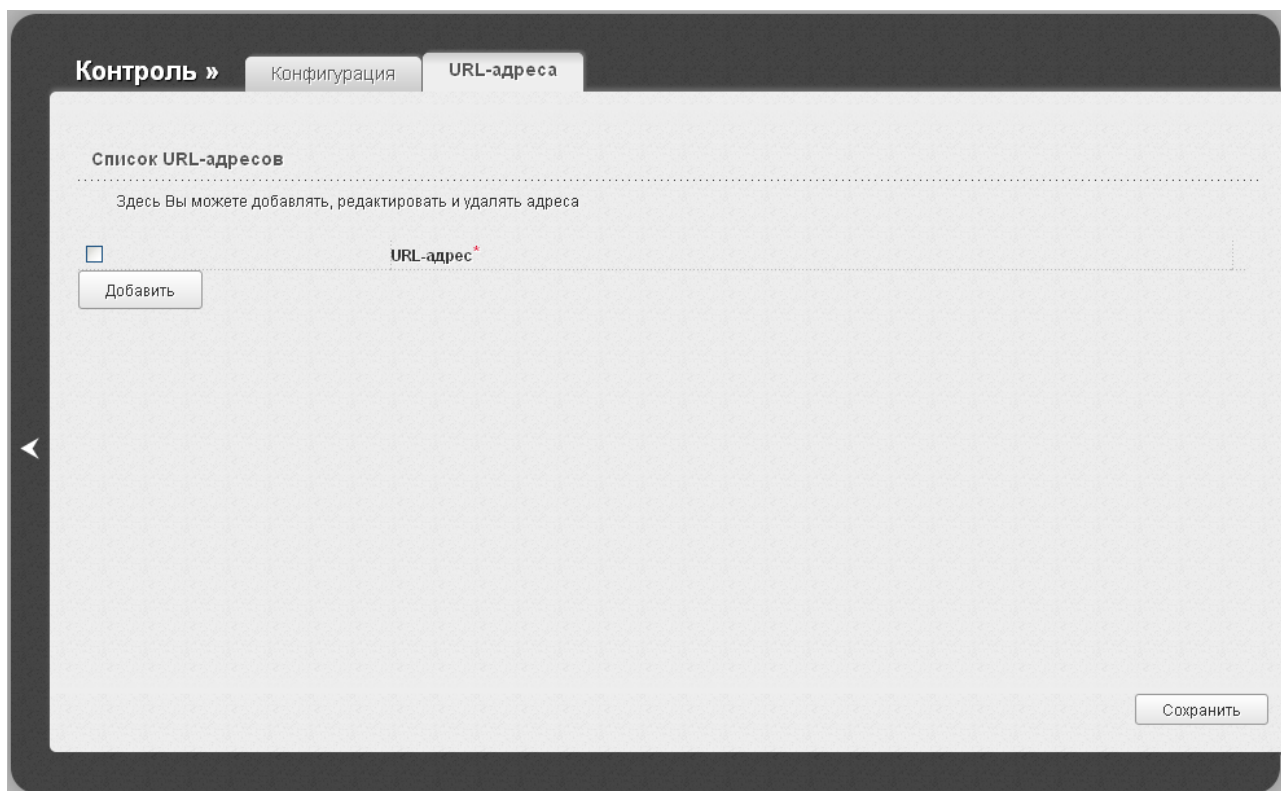 Контроль » Конфигурация URL-адреса
Список URL-адресов
Здесь Вы можете добавлять, редактировать и удалять адреса
URL-адрес*
Добавить
Сохранить